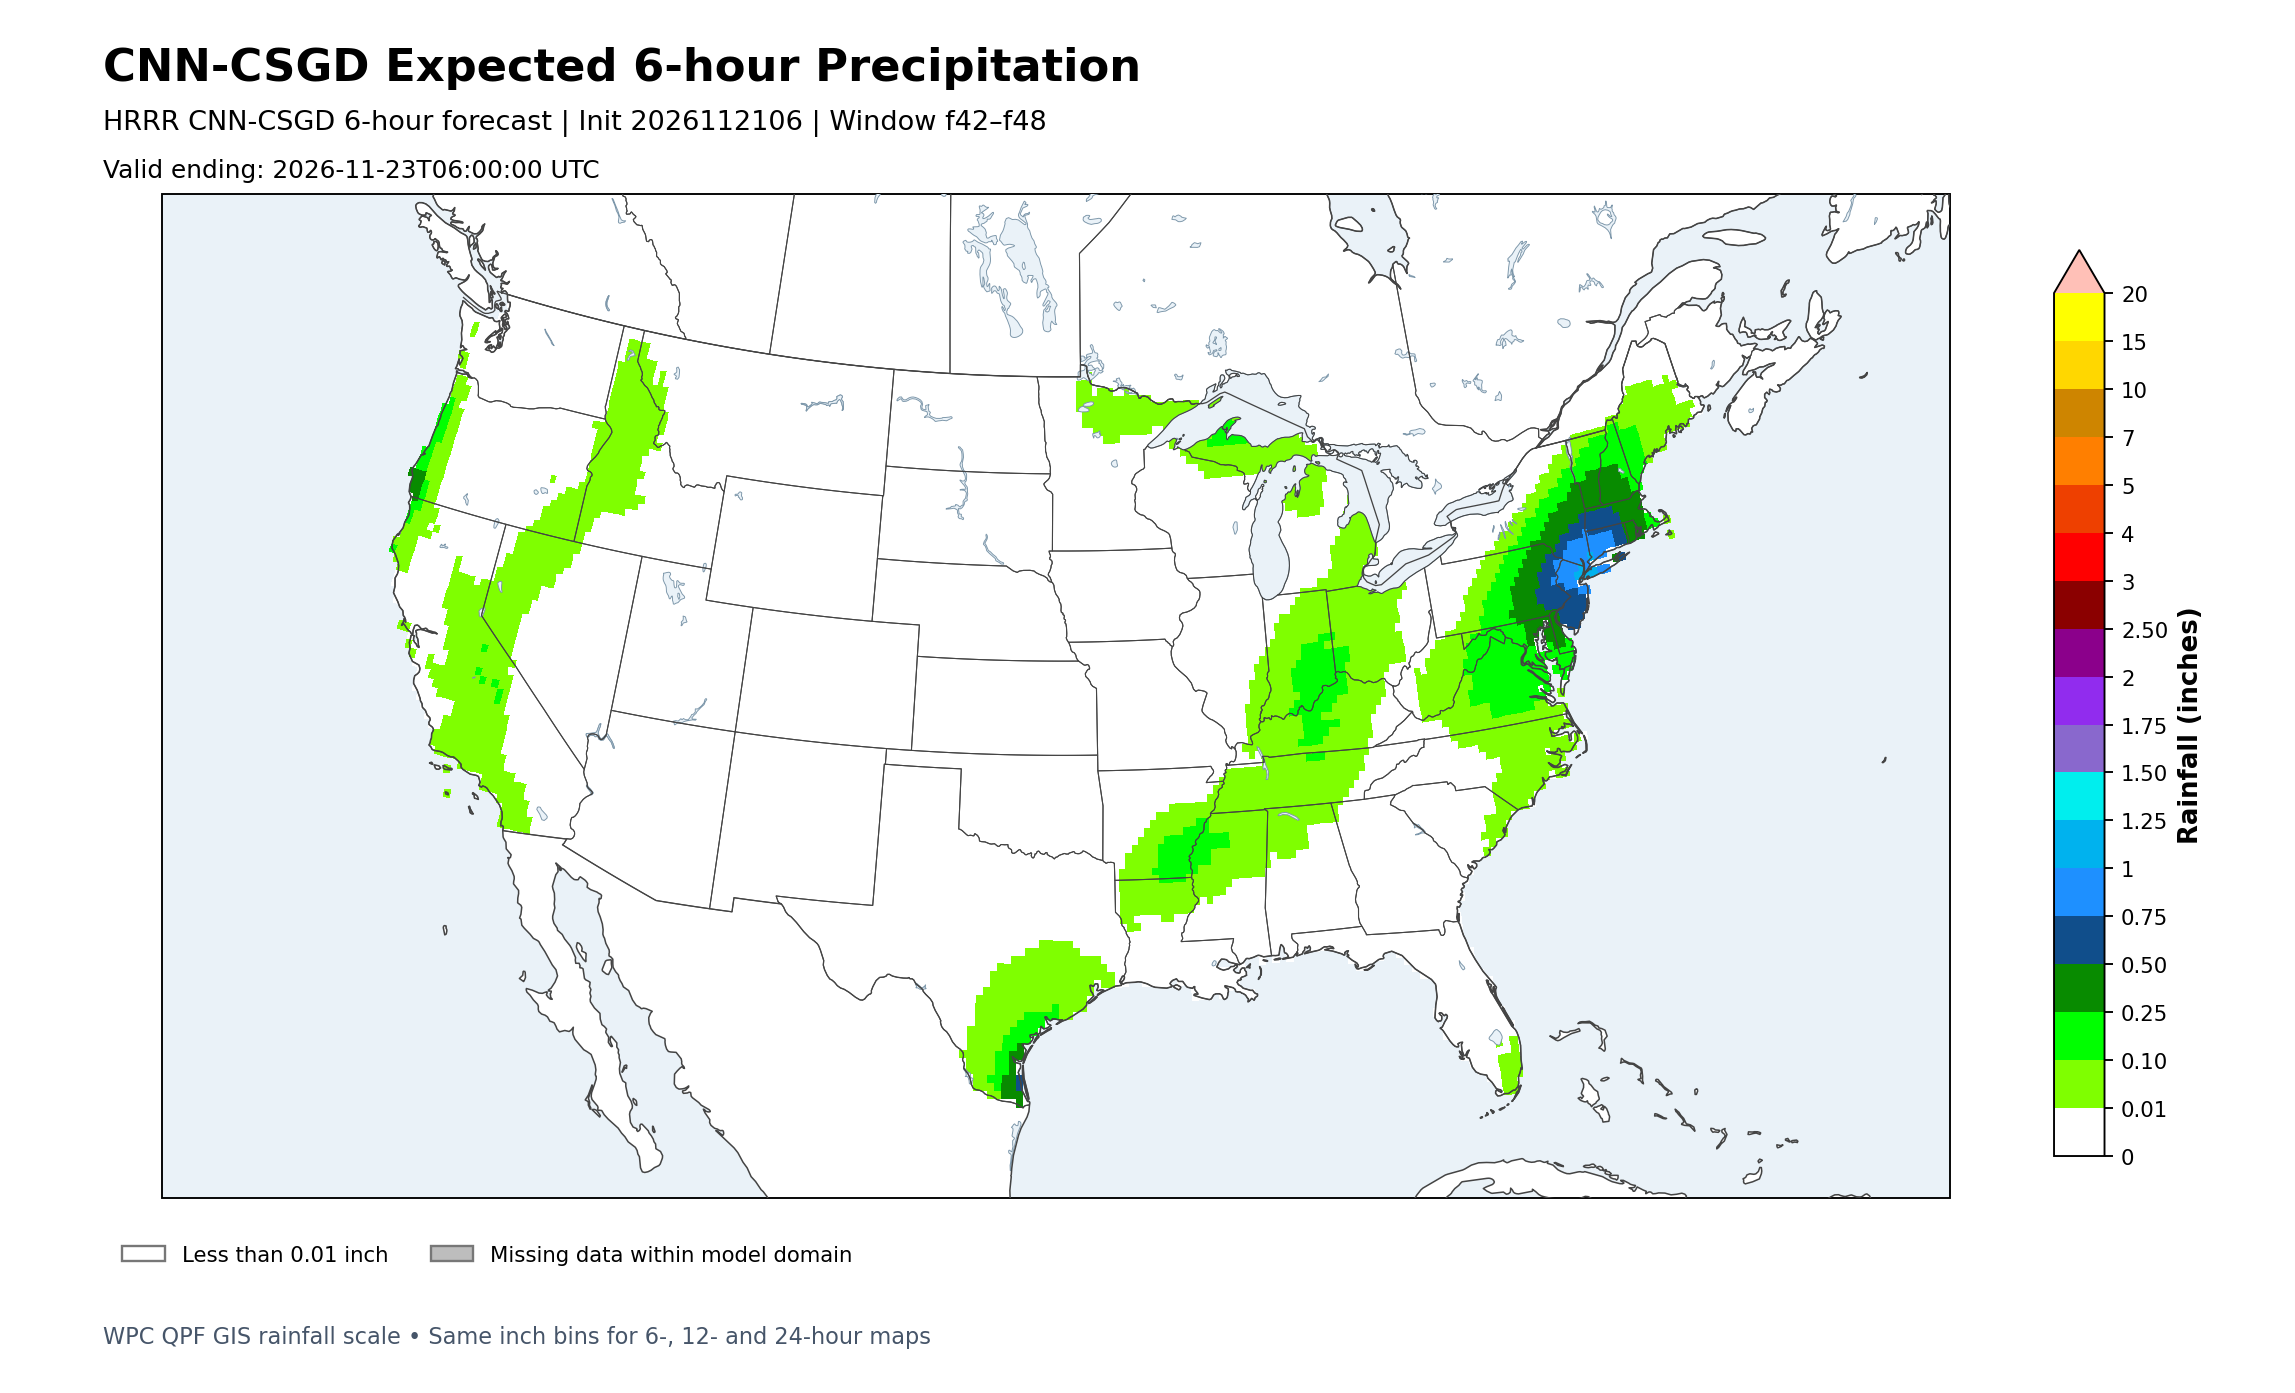 CNN-CSGD Expected 6-hour Precipitation
HRRR CNN-CSGD 6-hour forecast | Init 2026112106 | Window f42–f48
Valid ending: 2026-11-23T06:00:00 UTC
20
15
10
7
5
4
3
2.50
2
1.75
1.50
1.25
1
0.75
0.50
0.25
0.10
0.01
0
Rainfall (inches)
Less than 0.01 inch
Missing data within model domain
WPC QPF GIS rainfall scale • Same inch bins for 6-, 12- and 24-hour maps